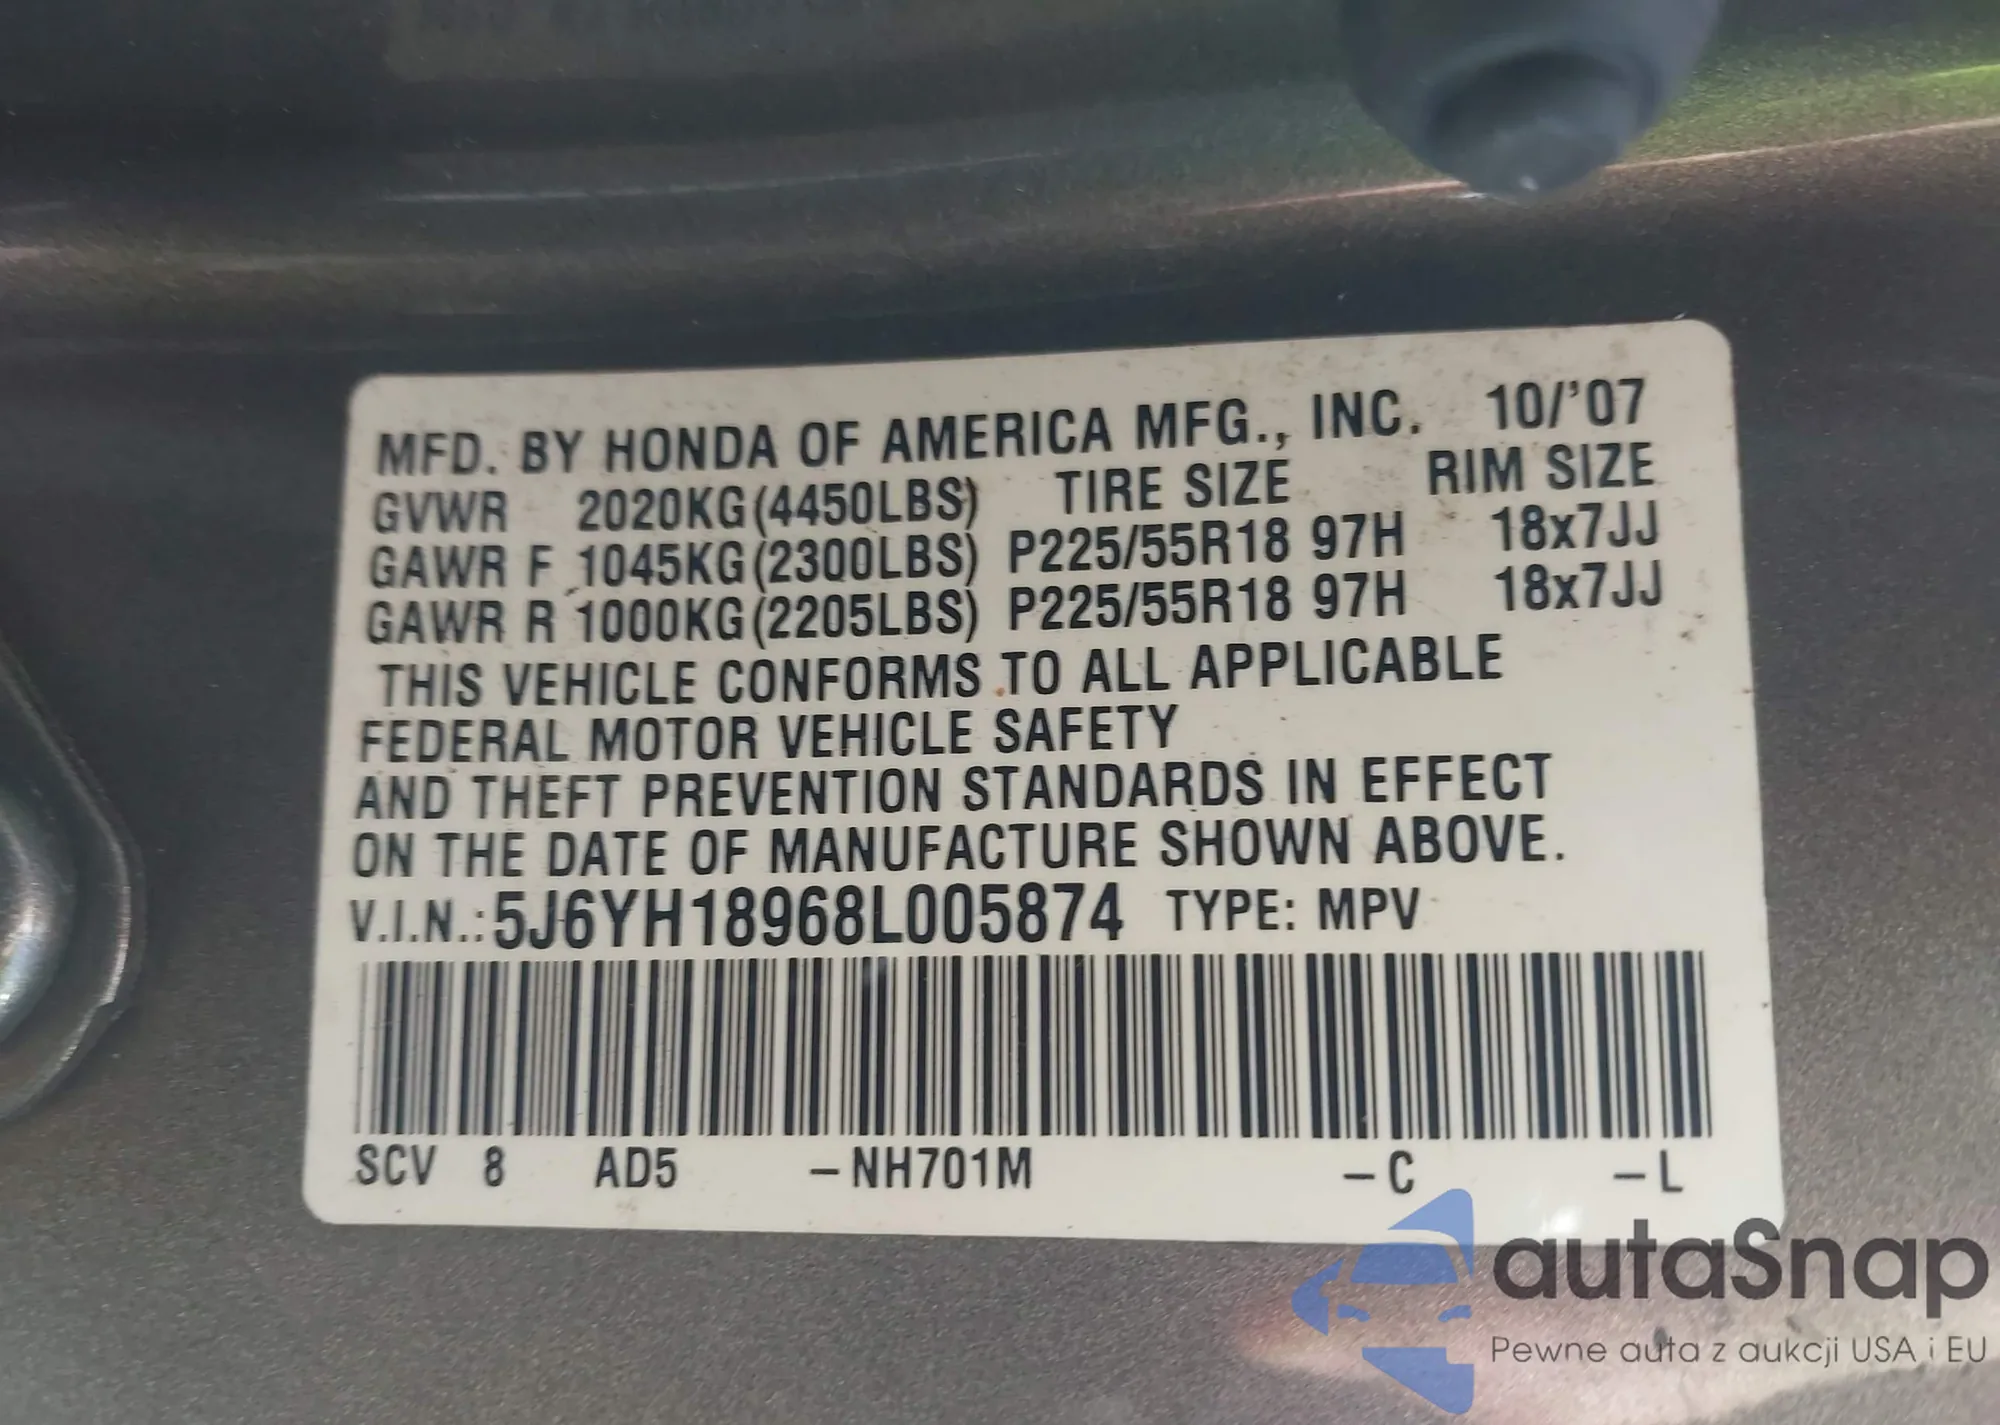 MFD. BY HONDA OF AMERICA MFG., INC. 10/'07
GVWR 2020KG(4450LBS) TIRE SIZE RIM SIZE
GAWR F 1045KG(2300LBS) P225/55R18 97H 18x7JJ
GAWR R 1000KG(2205LBS) P225/55R18 97H 18x7JJ
THIS VEHICLE CONFORMS TO ALL APPLICABLE
FEDERAL MOTOR VEHICLE SAFETY
AND THEFT PREVENTION STANDARDS IN EFFECT
ON THE DATE OF MANUFACTURE SHOWN ABOVE.
V.I.N.: 5J6YH18968L005874 TYPE: MPV
SCV 8 AD5 –NH701M –C –L
autaSnap
Pewne auta z aukcji USA i EU